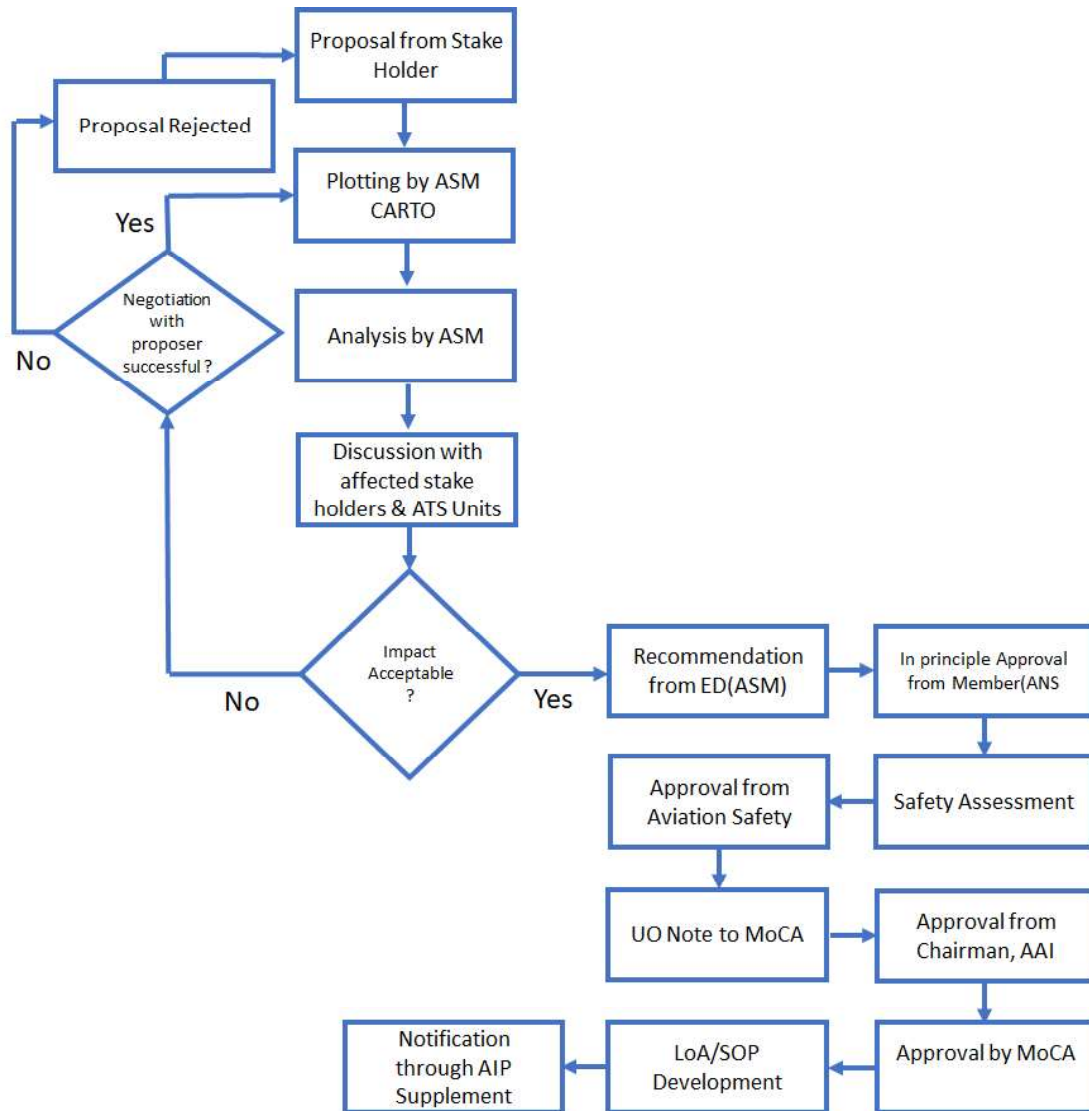 Proposal from Stake
Holder
Proposal Rejected
Plotting by ASM
CARTO
Yes
Negotiation
with
proposer
successful ?
No
Analysis by ASM
Discussion with
affected stake
holders & ATS Units
Impact
Acceptable
?
No
Yes
Recommendation
from ED(ASM)
In principle Approval
from Member(ANS
Approval from
Aviation Safety
Safety Assessment
UO Note to MoCA
Approval from
Chairman, AAI
Notification
through AIP
Supplement
LoA/SOP
Development
Approval by MoCA